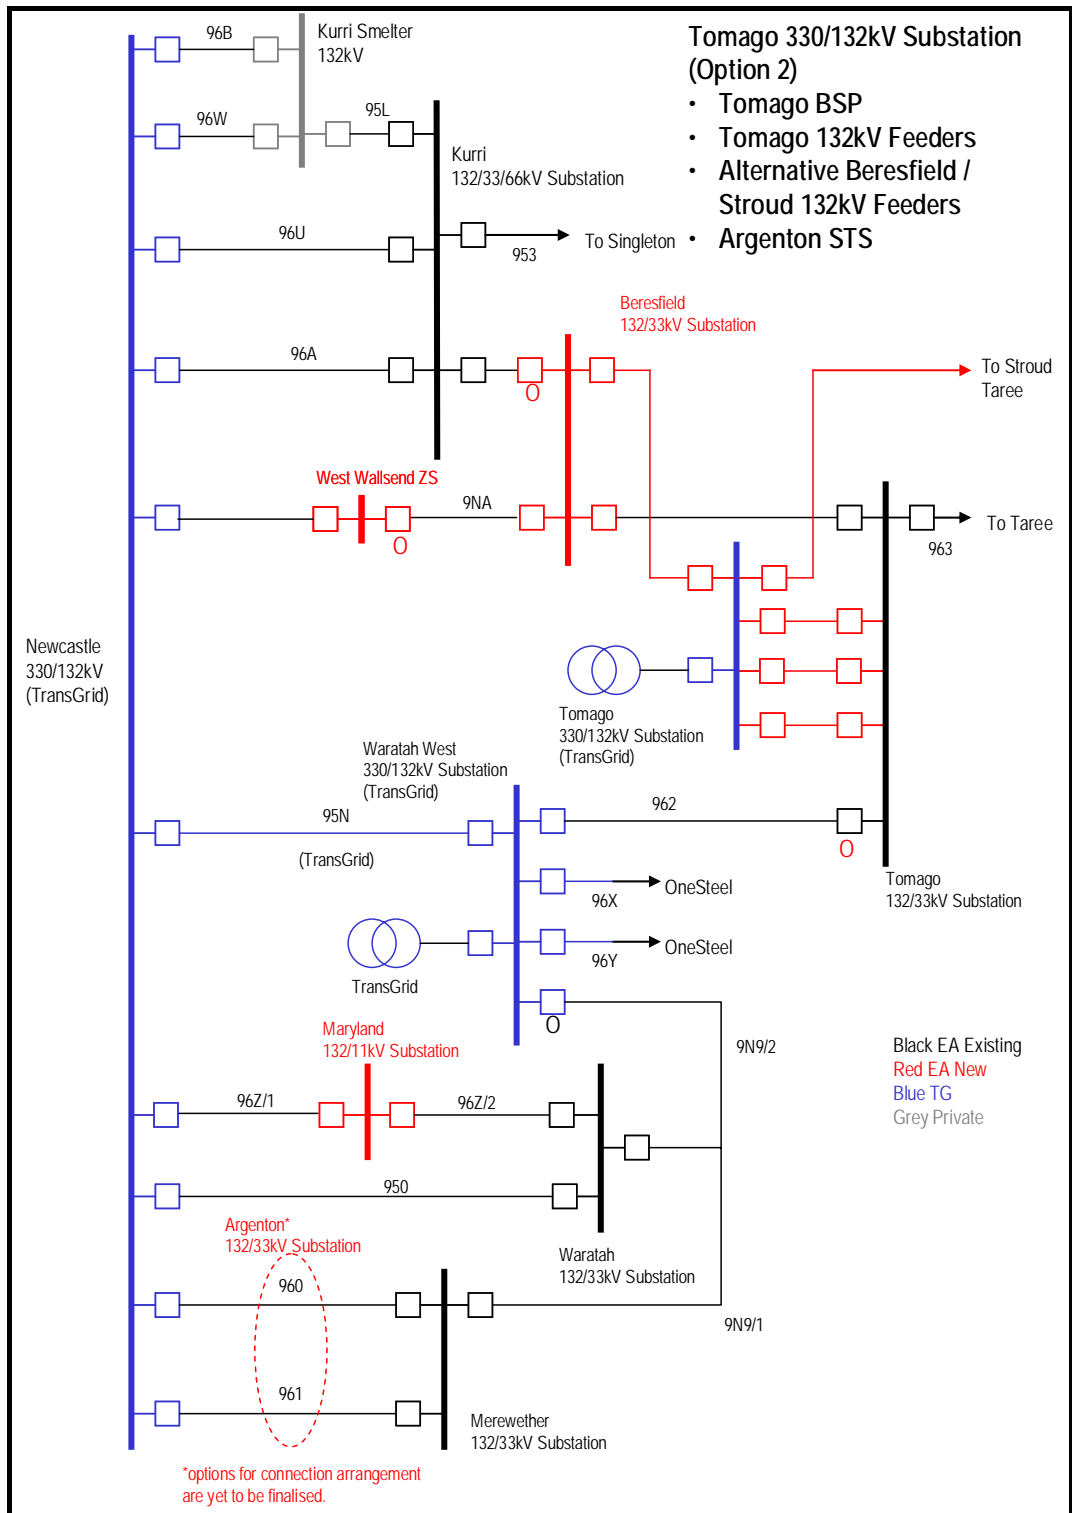 96B
Kurri Smelter
132kV
Tomago 330/132kV Substation
(Option 2)
• Tomago BSP
• Tomago 132kV Feeders
• Alternative Beresfield /
Stroud 132kV Feeders
• Argenton STS
96W
95L
Kurri
132/33/66kV Substation
96U
To Singleton
953
Beresfield
132/33kV Substation
96A
O
To Stroud
Taree
West Wallsend ZS
9NA
O
To Taree
963
Newcastle
330/132kV
(TransGrid)
Tomago
330/132kV Substation
(TransGrid)
Waratah West
330/132kV Substation
(TransGrid)
95N
(TransGrid)
962
O
Tomago
132/33kV Substation
96X
OneSteel
96Y
OneSteel
TransGrid
O
Maryland
132/11kV Substation
9N9/2
Black EA Existing
Red EA New
Blue TG
Grey Private
96Z/1
96Z/2
950
Argenton*
132/33kV Substation
Waratah
132/33kV Substation
960
9N9/1
961
Merewether
132/33kV Substation
*options for connection arrangement
are yet to be finalised.